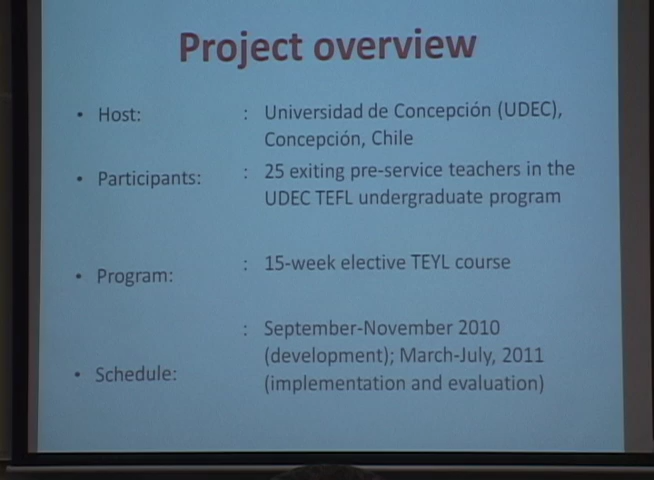 Project overview
• Host: : Universidad de Concepción (UDEC),
Concepción, Chile
• Participants: : 25 exiting pre-service teachers in the
UDEC TEFL undergraduate program
• Program: : 15-week elective TEYL course
• Schedule: : September-November 2010
(development); March-July, 2011
(implementation and evaluation)